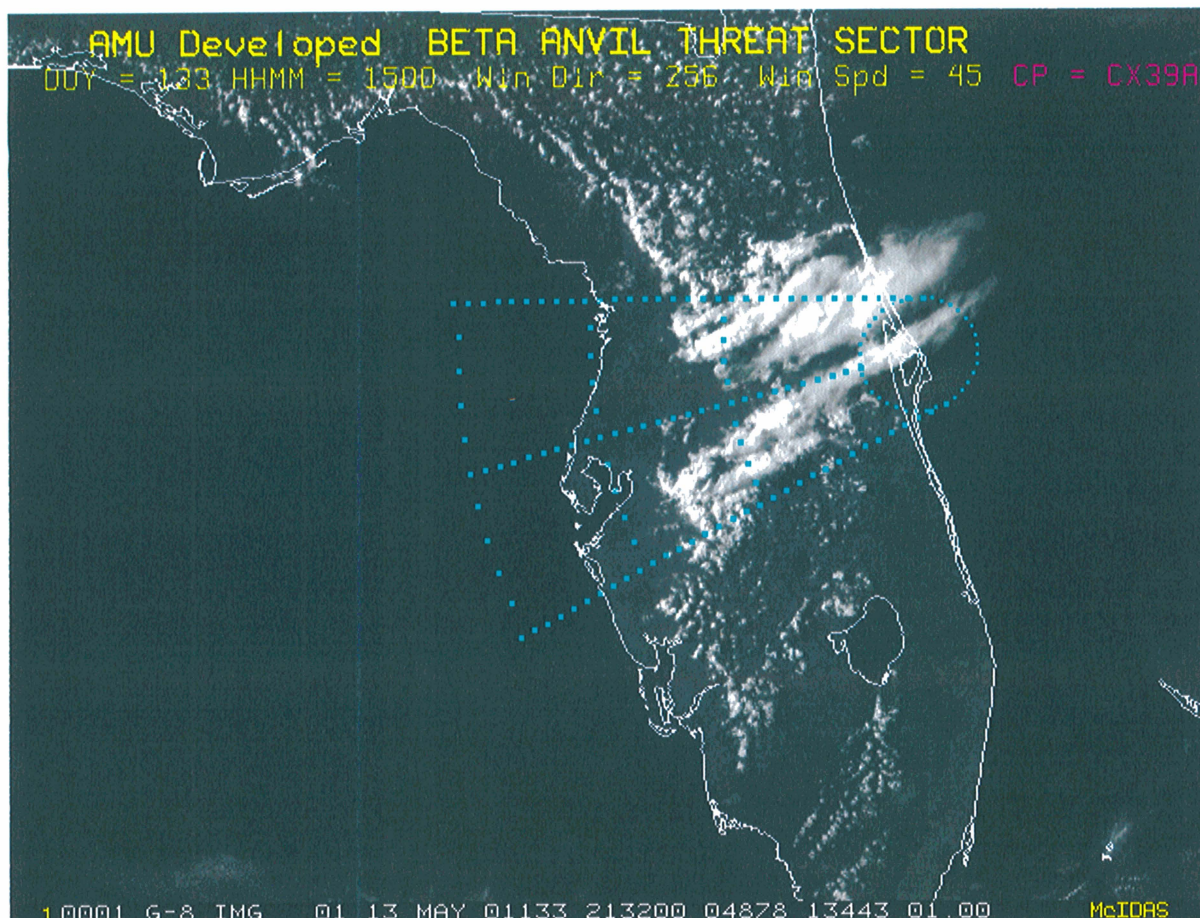 AMU Developed BETA ANVIL THREAT SECTOR
DOY = 133 HHMM = 1500 Win Dir = 256 Win Spd = 45 CP = CX39A
1 0001 G-8 IMG 01 13 MAY 01133 213200 04878 13443 01.00 McIDAS